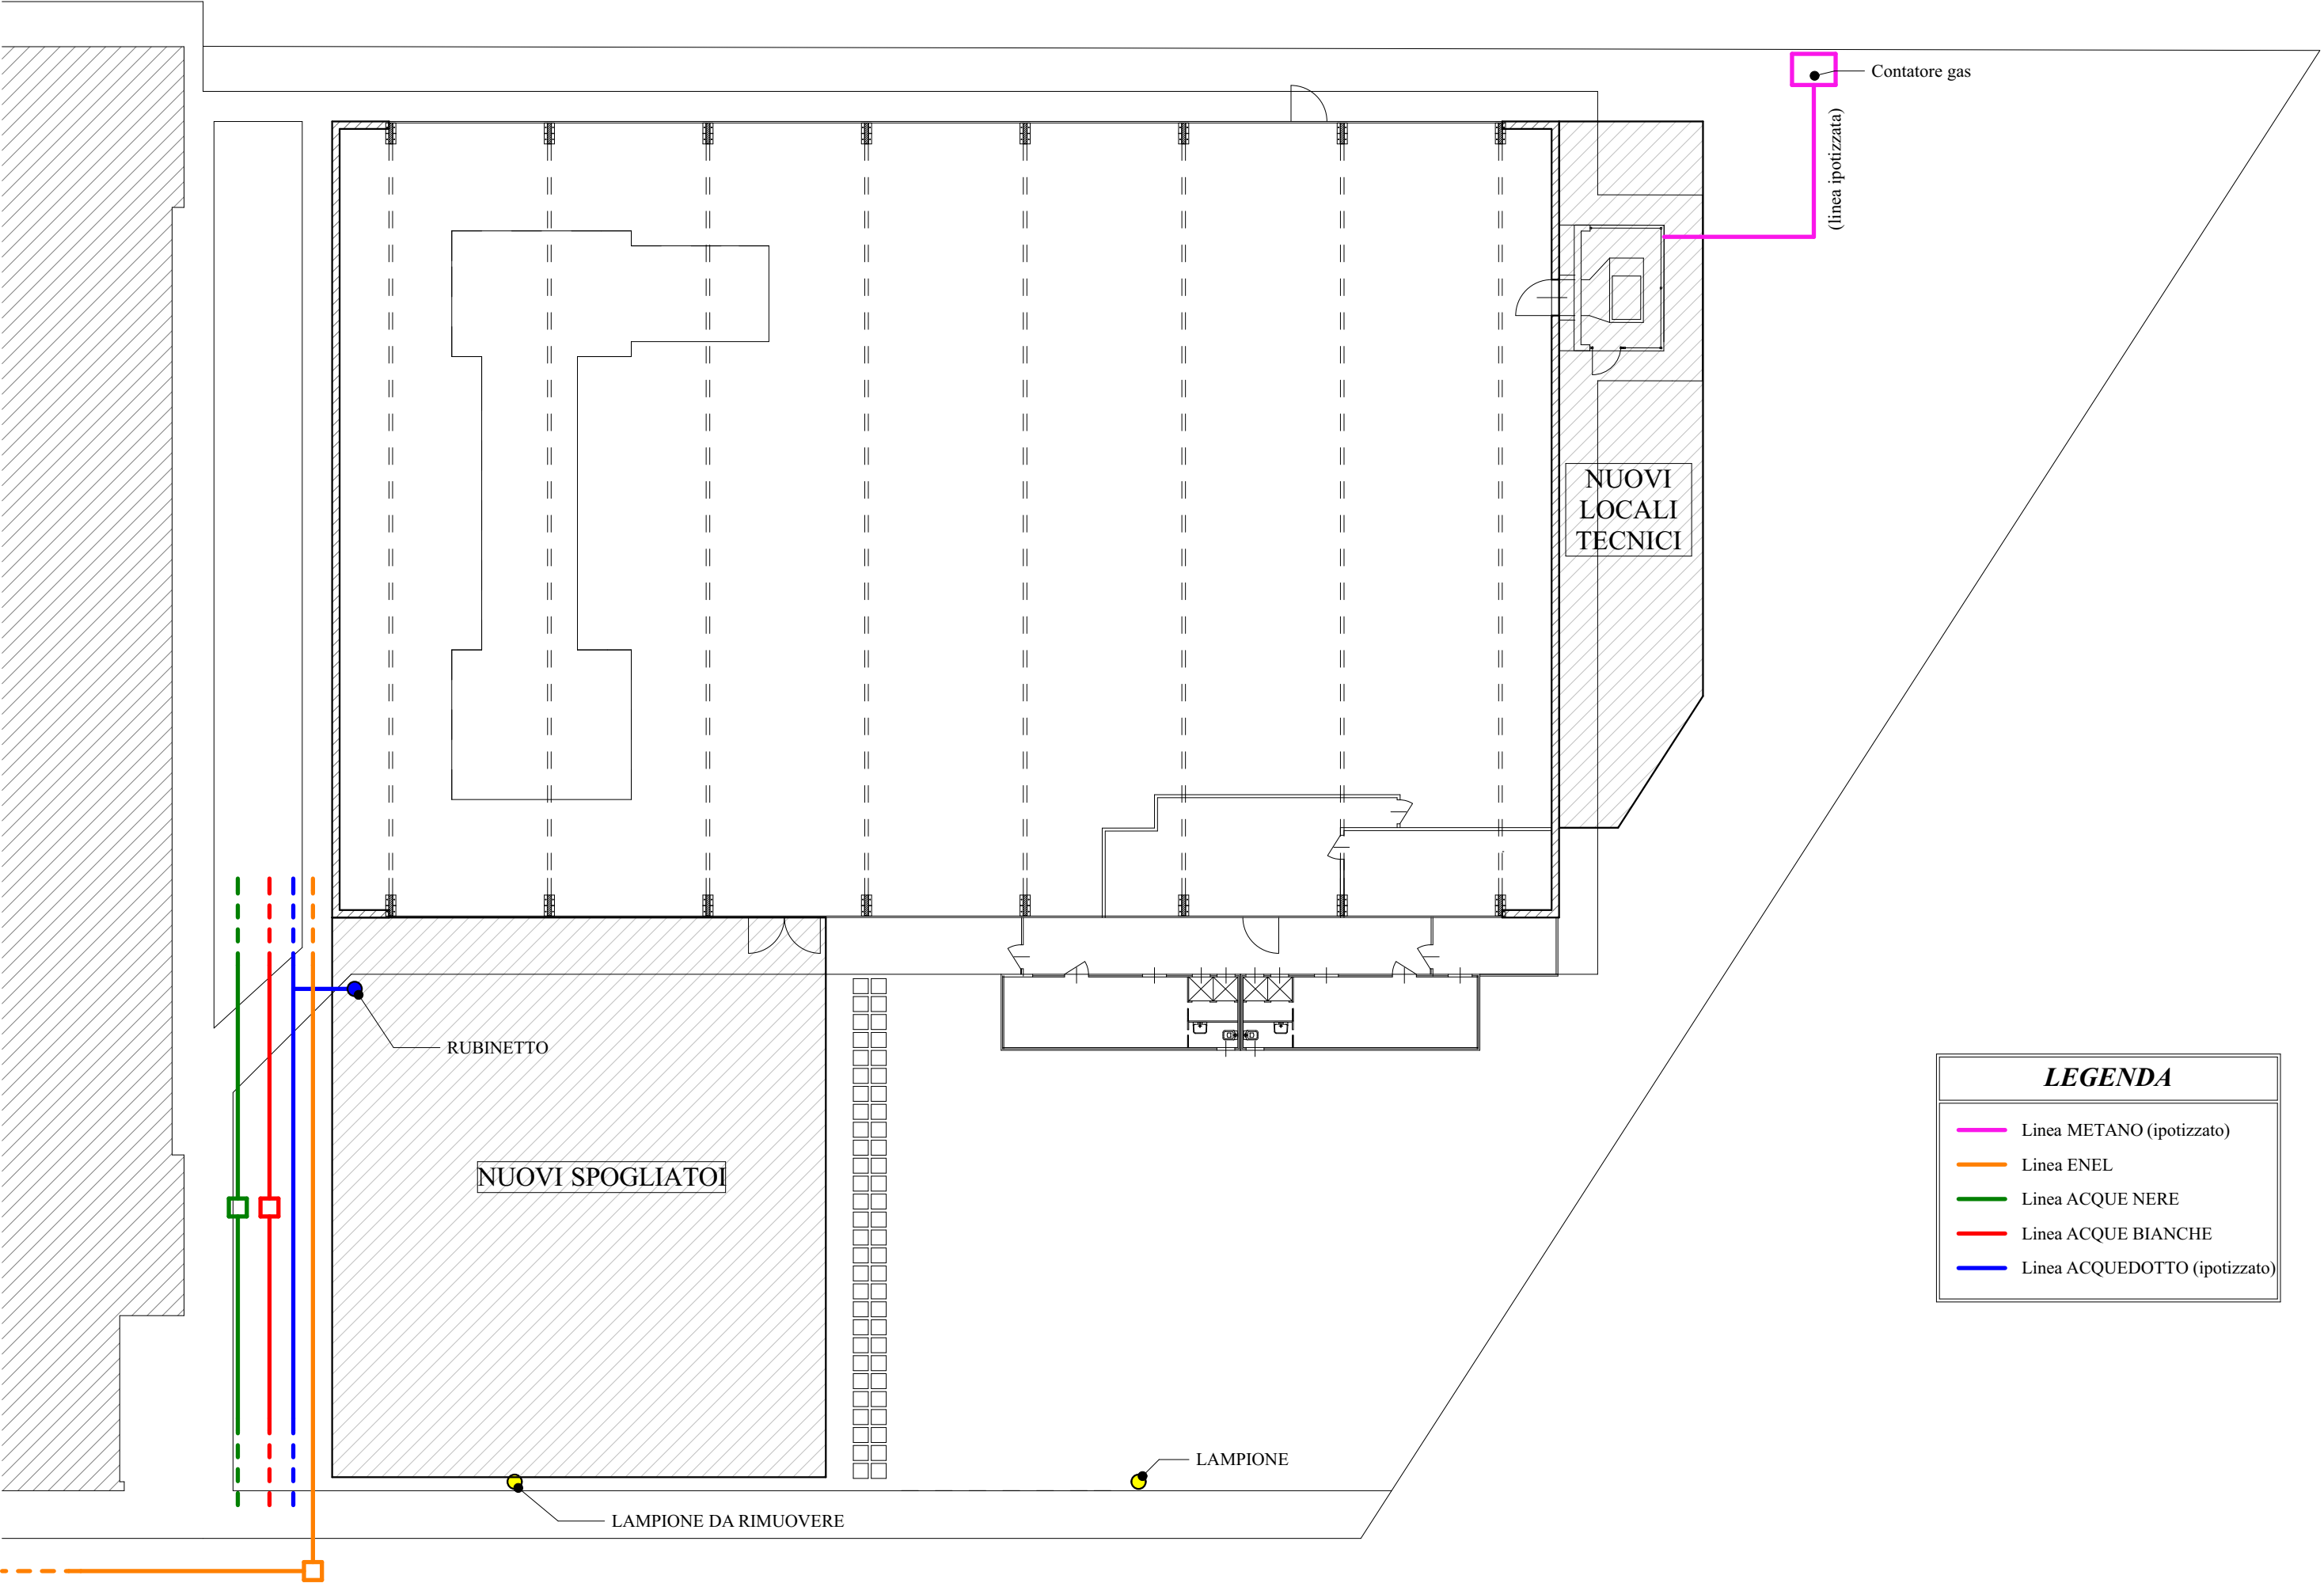 Contatore gas
(linea ipotizzata)
NUOVI
LOCALI
TECNICI
RUBINETTO
NUOVI SPOGLIATOI
LAMPIONE
LAMPIONE DA RIMUOVERE
LEGENDA
Linea METANO (ipotizzato)
Linea ENEL
Linea ACQUE NERE
Linea ACQUE BIANCHE
Linea ACQUEDOTTO (ipotizzato)